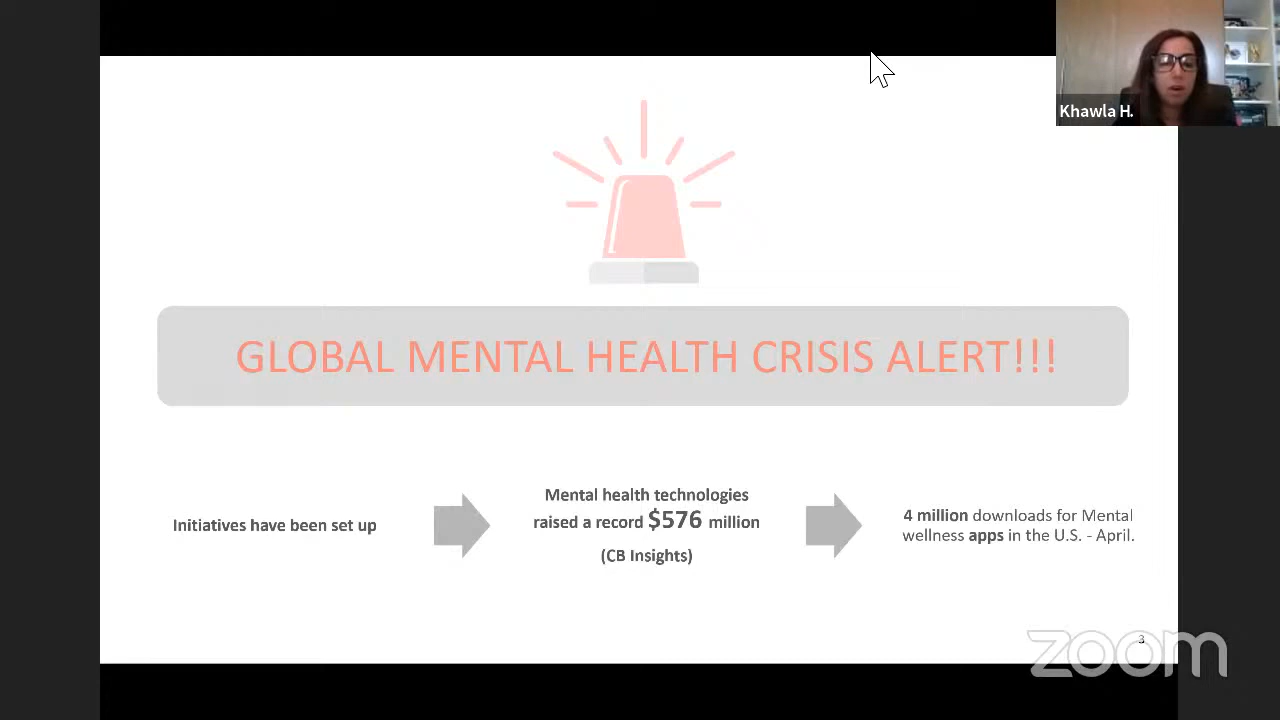 Khawla H.
GLOBAL MENTAL HEALTH CRISIS ALERT!!!
Initiatives have been set up
Mental health technologies
raised a record $576 million
(CB Insights)
4 million downloads for Mental
wellness apps in the U.S. - April.
3
zoom